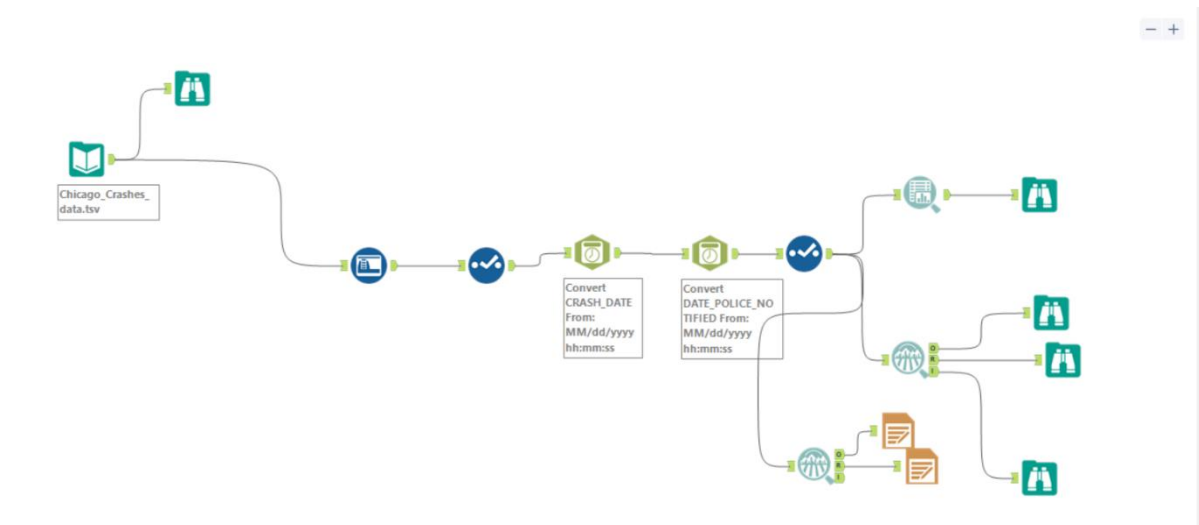 Chicago_Crashes_
data.tsv
Convert
CRASH_DATE
From:
MM/dd/yyyy
hh:mm:ss
Convert
DATE_POLICE_NO
TIFIED From:
MM/dd/yyyy
hh:mm:ss
O
R
I
O
R
I